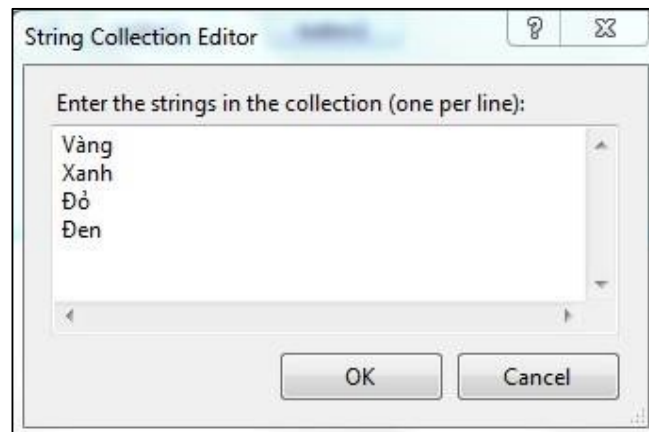 String Collection Editor
Enter the strings in the collection (one per line):
Vàng
Xanh
Đỏ
Đen
OK Cancel